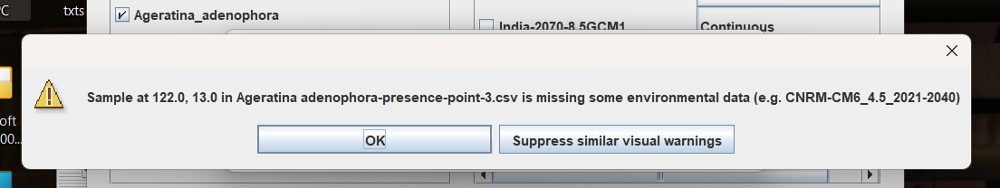 PC
txts
Ageratina_adenophora
India-2070-8.5GCM1
Continuous
Sample at 122.0, 13.0 in Ageratina adenophora-presence-point-3.csv is missing some environmental data (e.g. CNRM-CM6_4.5_2021-2040)
oft
00...
OK
Suppress similar visual warnings